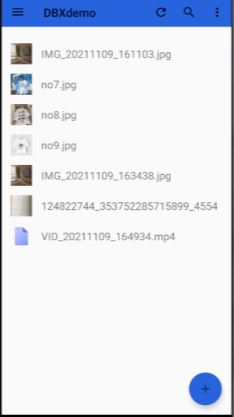 DBXdemo
IMG_20211109_161103.jpg
no7.jpg
no8.jpg
no9.jpg
IMG_20211109_163438.jpg
124822744_353752285715899_4554
VID_20211109_164934.mp4